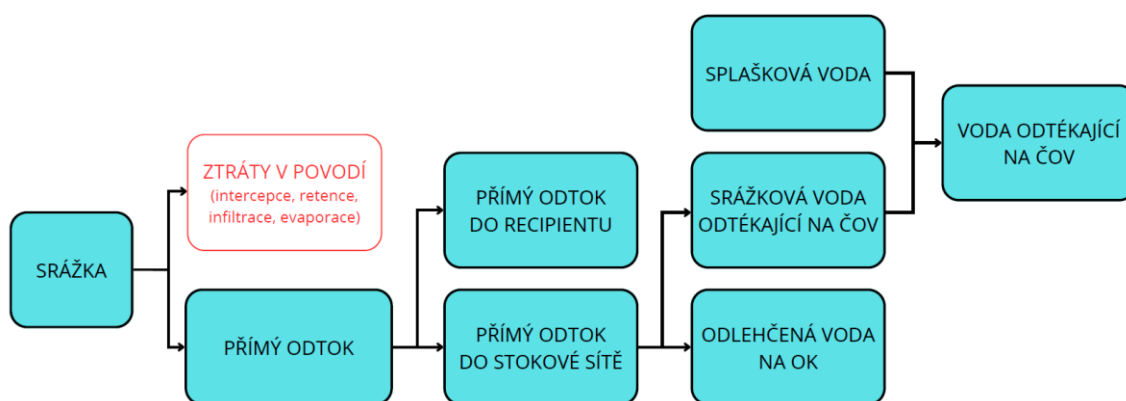 SRÁŽKA
ZTRÁTY V POVODÍ
(intercepce, retence,
infiltrace, evaporace)
PŘÍMÝ ODTOK
PŘÍMÝ ODTOK
DO RECIPIENTU
PŘÍMÝ ODTOK
DO STOKOVÉ SÍTĚ
SPLAŠKOVÁ VODA
SRÁŽKOVÁ VODA
ODTÉKAJÍCÍ NA ČOV
ODLEHČENÁ VODA
NA OK
VODA ODTÉKAJÍCÍ
NA ČOV